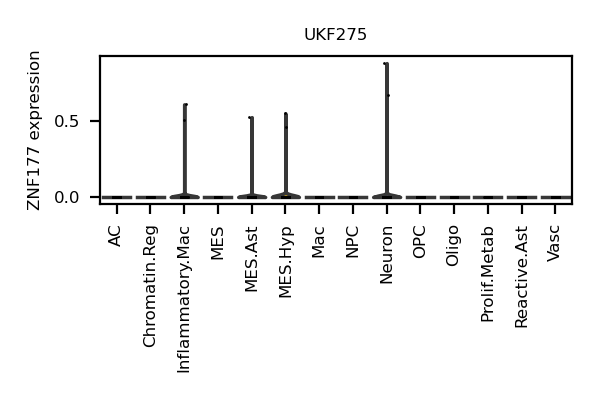 UKF275
ZNF177 expression
0.5
0.0
AC
Chromatin.Reg
Inflammatory.Mac
MES
MES.Ast
MES.Hyp
Mac
NPC
Neuron
OPC
Oligo
Prolif.Metab
Reactive.Ast
Vasc